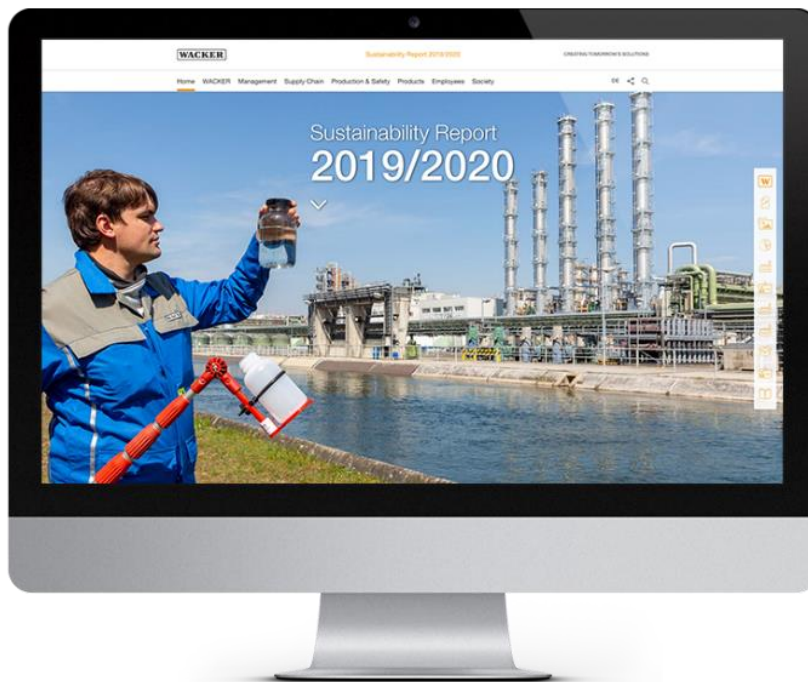 WACKER
Sustainability Report 2019/2020
CREATING TOMORROW'S SOLUTIONS
Home WACKER Management Supply Chain Production & Safety Products Employees Society
DE
Sustainability Report
2019/2020
W